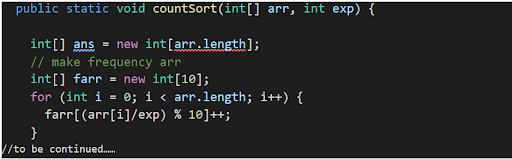 public static void countSort(int[] arr, int exp) {
int[] ans = new int[arr.length];
// make frequency arr
int[] farr = new int[10];
for (int i = 0; i < arr.length; i++) {
farr[(arr[i]/exp) % 10]++;
}
//to be continued……